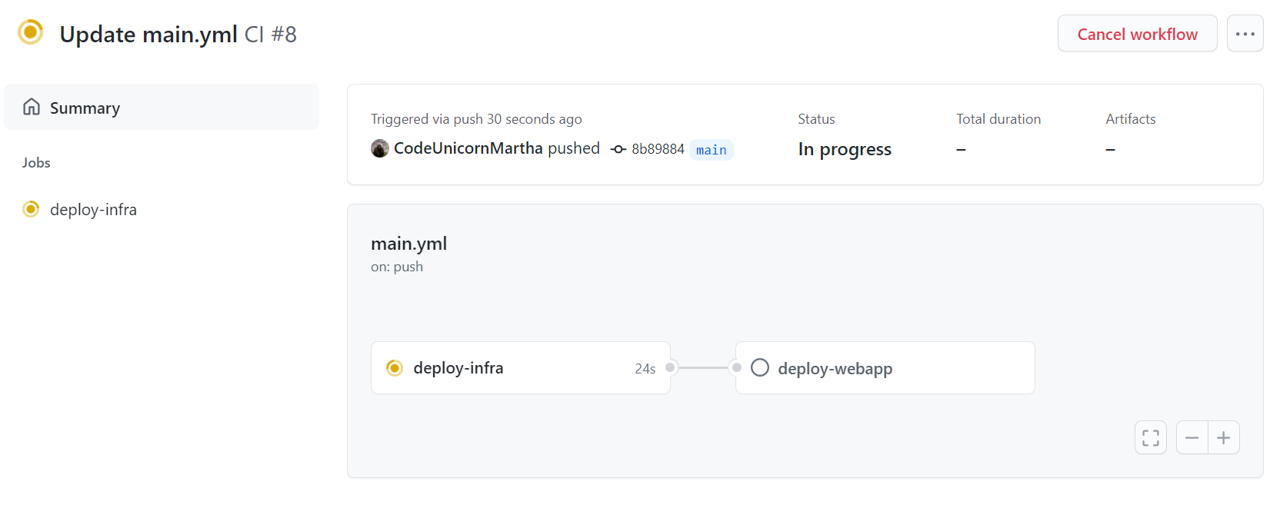 Update main.yml CI #8
Cancel workflow
Summary
Jobs
deploy-infra
Triggered via push 30 seconds ago
CodeUnicornMartha pushed 8b89884 main
Status
In progress
Total duration
–
Artifacts
–
main.yml
on: push
deploy-infra 24s
deploy-webapp